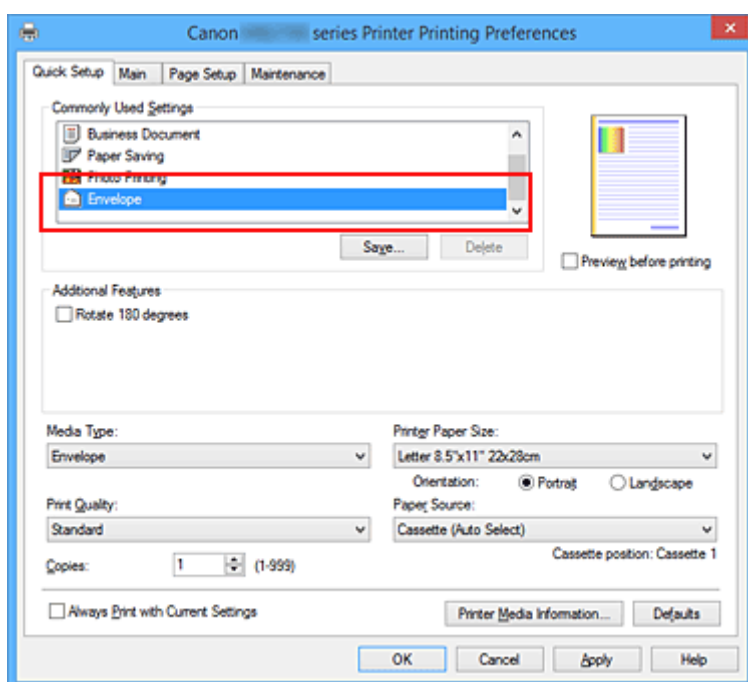 Canon series Printer Printing Preferences
Quick Setup Main Page Setup Maintenance
Commonly Used Settings
Business Document
Paper Saving
Photo Printing
Envelope
Save... Delete
Preview before printing
Additional Features
Rotate 180 degrees
Media Type:
Envelope
Printer Paper Size:
Letter 8.5"x11" 22x28cm
Orientation: Portrait Landscape
Print Quality:
Standard
Paper Source:
Cassette (Auto Select)
Cassette position: Cassette 1
Copies: 1 (1-999)
Always Print with Current Settings
Printer Media Information... Defaults
OK Cancel Apply Help